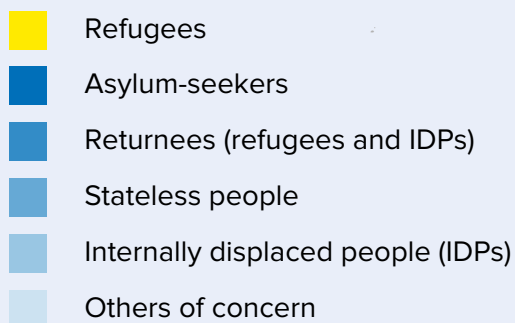 Refugees
Asylum-seekers
Returnees (refugees and IDPs)
Stateless people
Internally displaced people (IDPs)
Others of concern